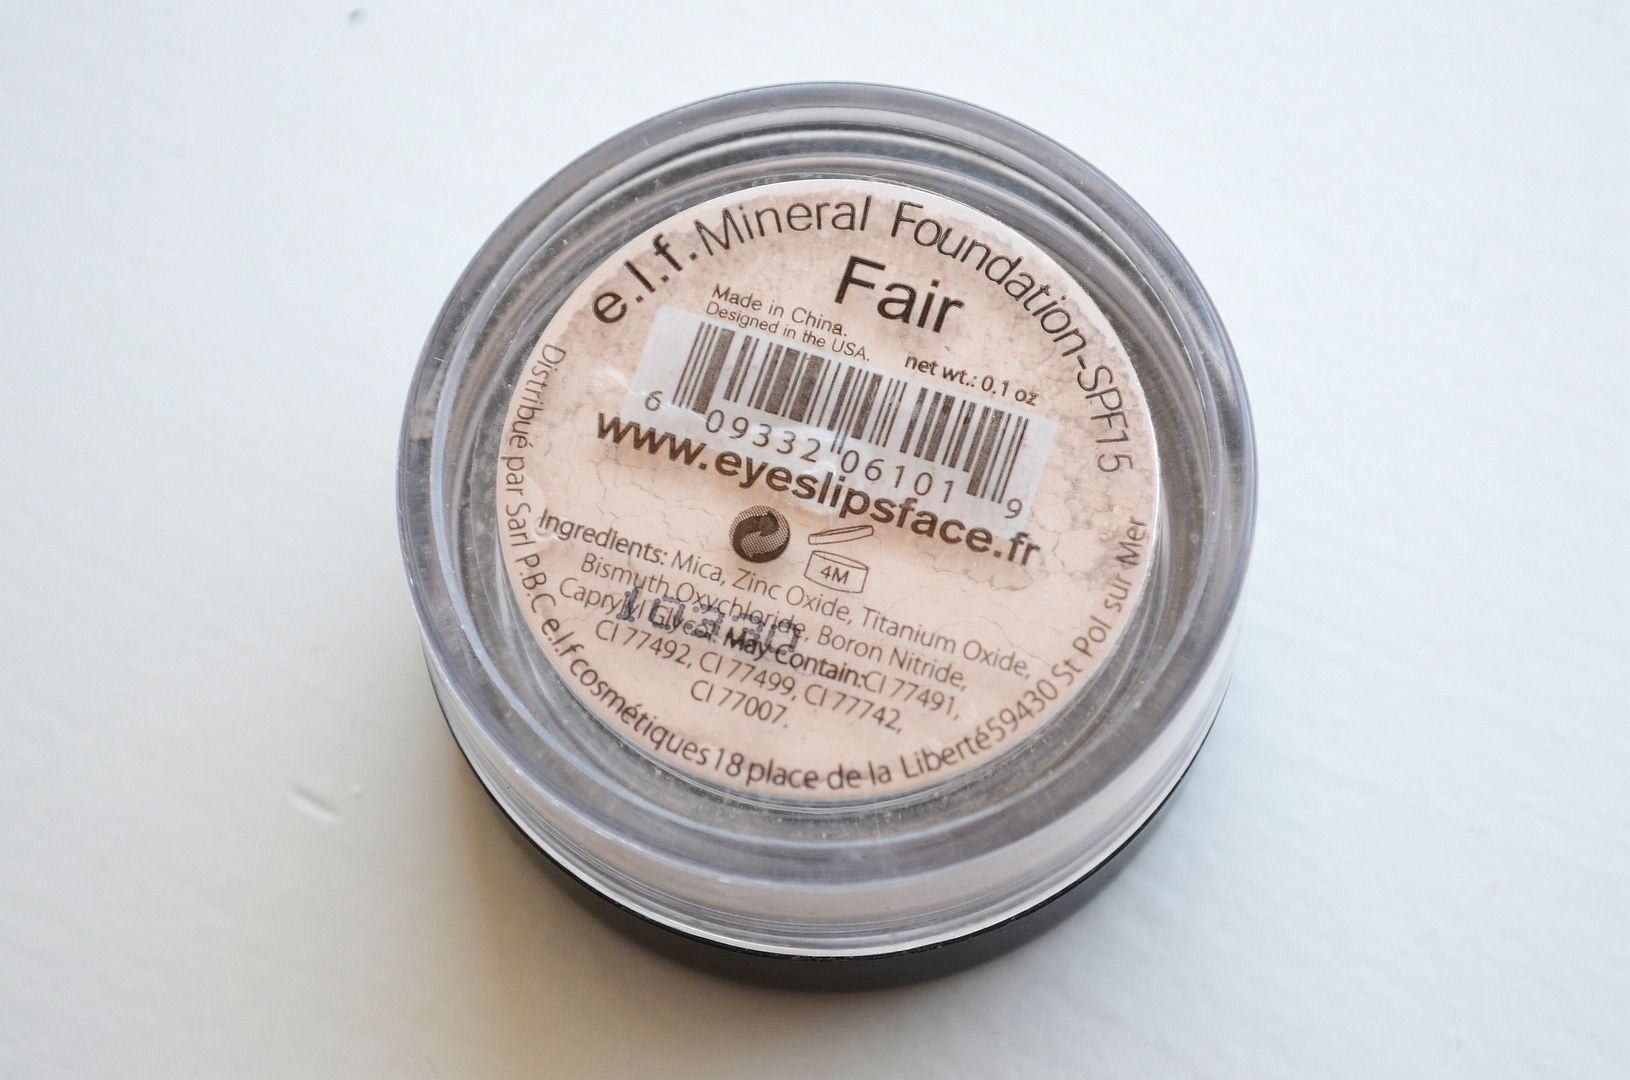 e.l.f. Mineral Foundation-SPF15
Fair
Made in China.
Designed in the USA.
net wt.: 0.1 oz
6 09332 06101 9
www.eyeslipsface.fr
4M
Ingredients: Mica, Zinc Oxide, Titanium Oxide,
Bismuth Oxychloride, Boron Nitride,
Caprylyl Glycol. May Contain:CI 77491,
CI 77492, CI 77499, CI 77742,
CI 77007.
Distribué par Sarl P.B.C e.l.f cosmétiques 18 place de la Liberté 59430 St Pol sur Mer